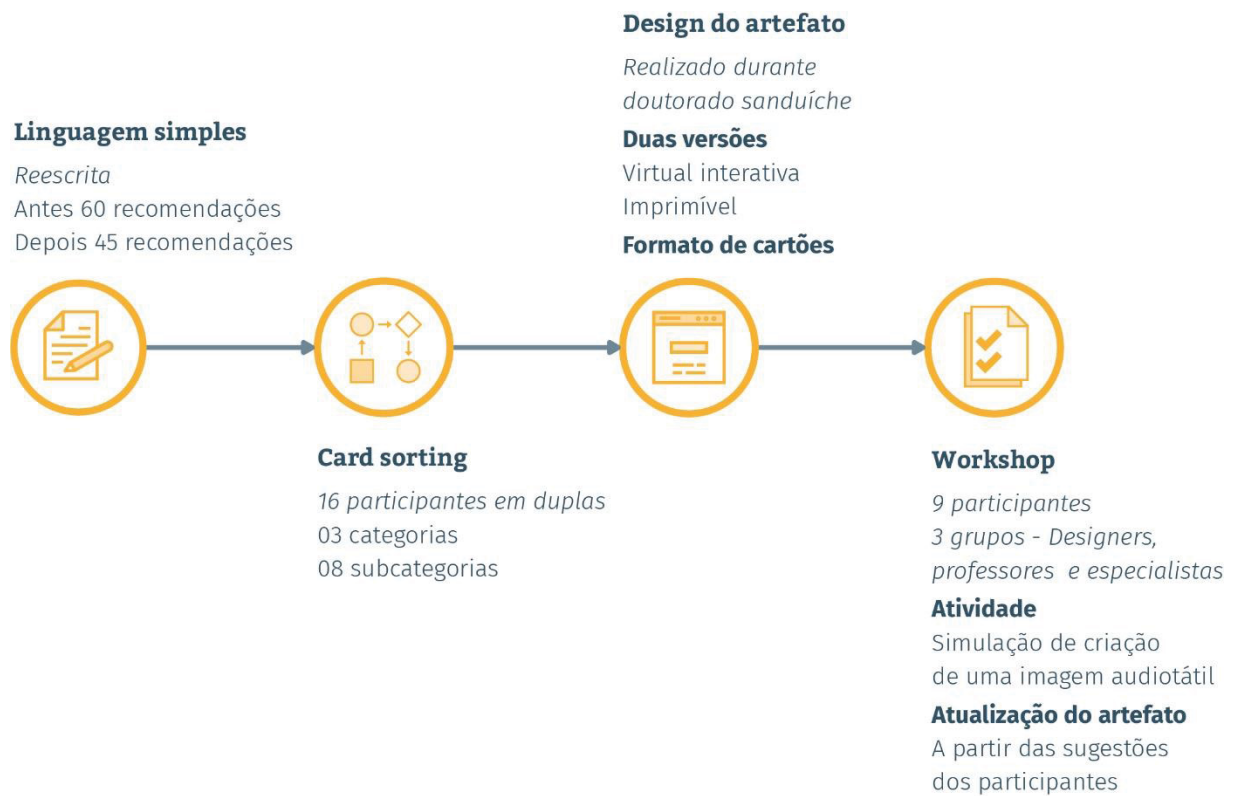 Linguagem simples
Reescrita
Antes 60 recomendações
Depois 45 recomendações
Card sorting
16 participantes em duplas
03 categorias
08 subcategorias
Design do artefato
Realizado durante
doutorado sanduíche
Duas versões
Virtual interativa
Imprimível
Formato de cartões
Workshop
9 participantes
3 grupos - Designers,
professores e especialistas
Atividade
Simulação de criação
de uma imagem audiotátil
Atualização do artefato
A partir das sugestões
dos participantes